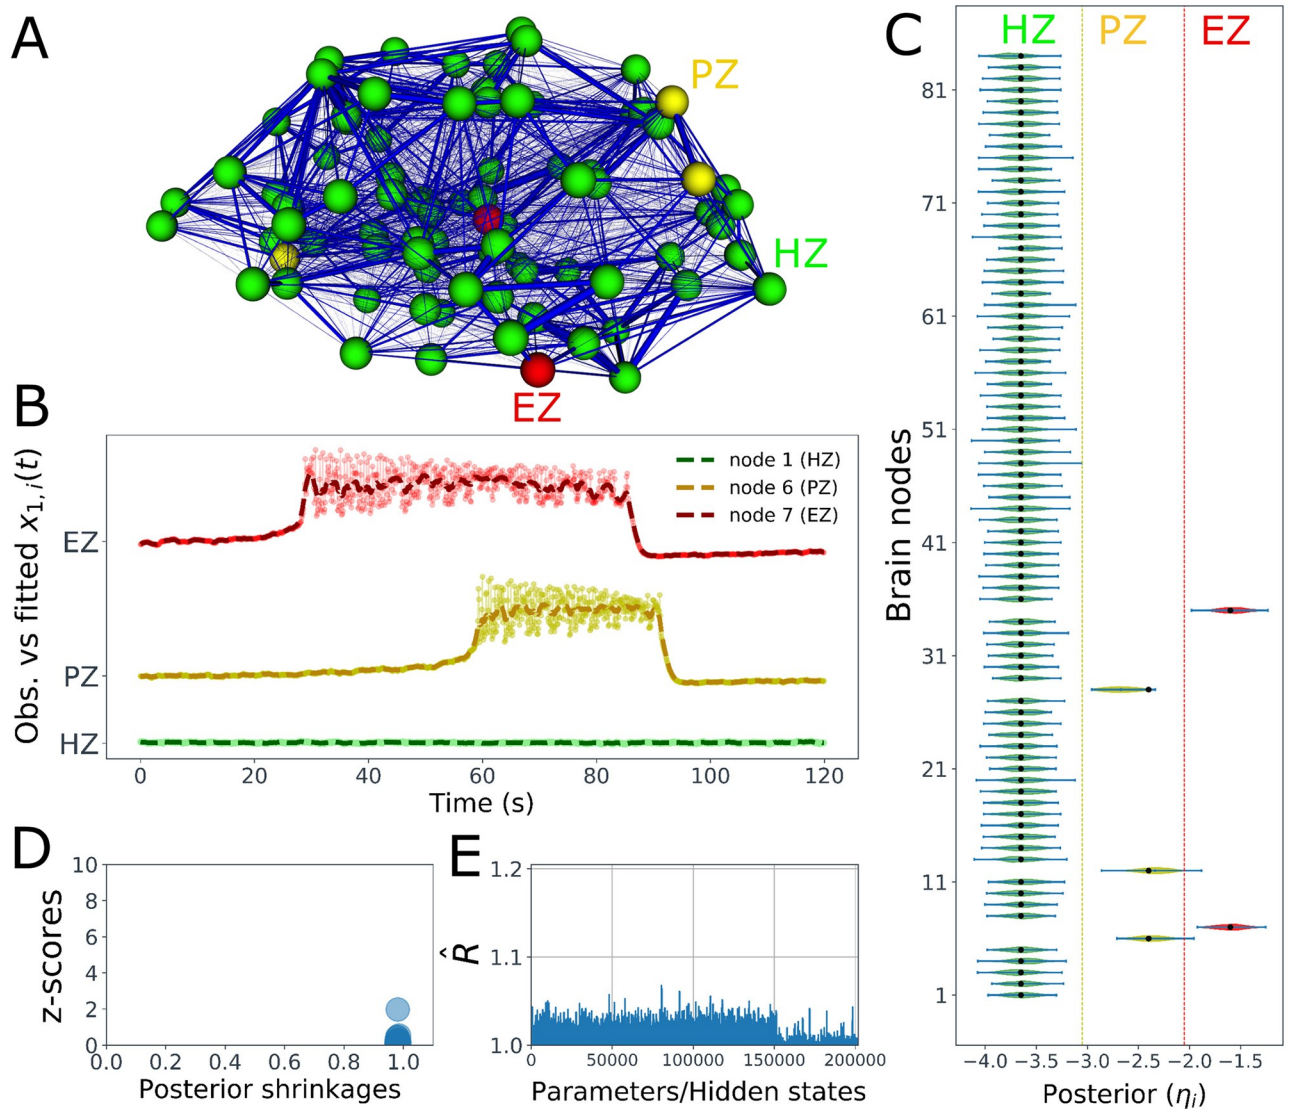 A
PZ
HZ
EZ
B
Obs. vs fitted x₁,ᵢ(t)
EZ
PZ
HZ
node 1 (HZ)
node 6 (PZ)
node 7 (EZ)
0 20 40 60 80 100 120
Time (s)
C
HZ PZ EZ
Brain nodes
81
71
61
51
41
31
21
11
1
−4.0 −3.5 −3.0 −2.5 −2.0 −1.5
Posterior (ηᵢ)
D
z-scores
10
8
6
4
2
0
0.0 0.2 0.4 0.6 0.8 1.0
Posterior shrinkages
E
R̂
1.2
1.1
1.0
0 50000 100000 150000 200000
Parameters/Hidden states